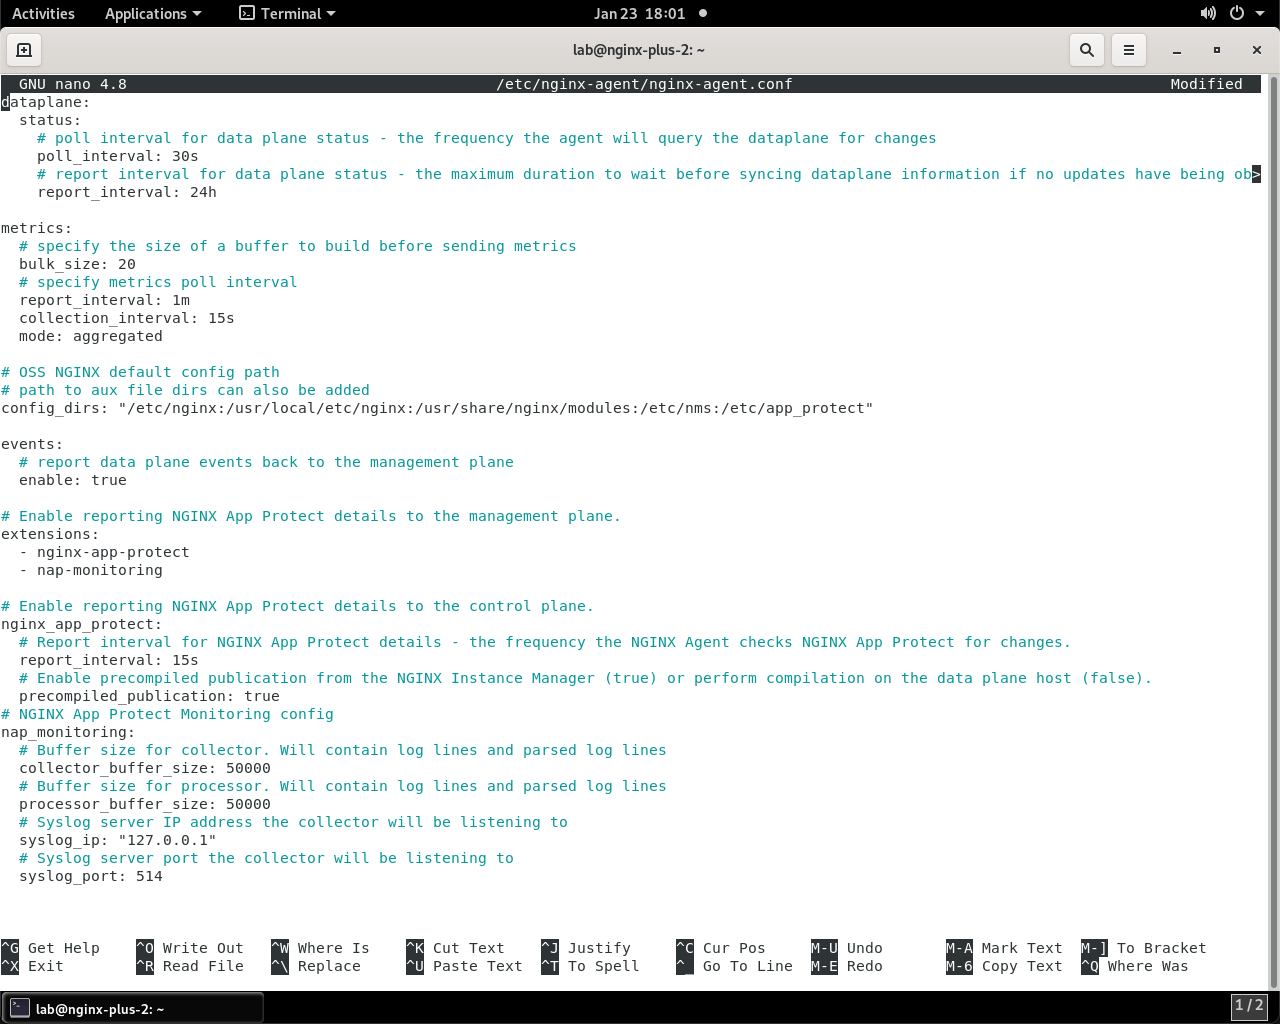 Activities Applications Terminal Jan 23 18:01
lab@nginx-plus-2: ~
GNU nano 4.8 /etc/nginx-agent/nginx-agent.conf Modified
dataplane:
  status:
    # poll interval for data plane status - the frequency the agent will query the dataplane for changes
    poll_interval: 30s
    # report interval for data plane status - the maximum duration to wait before syncing dataplane information if no updates have being ob>
    report_interval: 24h

metrics:
  # specify the size of a buffer to build before sending metrics
  bulk_size: 20
  # specify metrics poll interval
  report_interval: 1m
  collection_interval: 15s
  mode: aggregated

# OSS NGINX default config path
# path to aux file dirs can also be added
config_dirs: "/etc/nginx:/usr/local/etc/nginx:/usr/share/nginx/modules:/etc/nms:/etc/app_protect"

events:
  # report data plane events back to the management plane
  enable: true

# Enable reporting NGINX App Protect details to the management plane.
extensions:
  - nginx-app-protect
  - nap-monitoring

# Enable reporting NGINX App Protect details to the control plane.
nginx_app_protect:
  # Report interval for NGINX App Protect details - the frequency the NGINX Agent checks NGINX App Protect for changes.
  report_interval: 15s
  # Enable precompiled publication from the NGINX Instance Manager (true) or perform compilation on the data plane host (false).
  precompiled_publication: true
# NGINX App Protect Monitoring config
nap_monitoring:
  # Buffer size for collector. Will contain log lines and parsed log lines
  collector_buffer_size: 50000
  # Buffer size for processor. Will contain log lines and parsed log lines
  processor_buffer_size: 50000
  # Syslog server IP address the collector will be listening to
  syslog_ip: "127.0.0.1"
  # Syslog server port the collector will be listening to
  syslog_port: 514

^G Get Help ^O Write Out ^W Where Is ^K Cut Text ^J Justify ^C Cur Pos M-U Undo M-A Mark Text M-] To Bracket
^X Exit ^R Read File ^\ Replace ^U Paste Text ^T To Spell ^_ Go To Line M-E Redo M-6 Copy Text ^Q Where Was
lab@nginx-plus-2: ~ 1 / 2